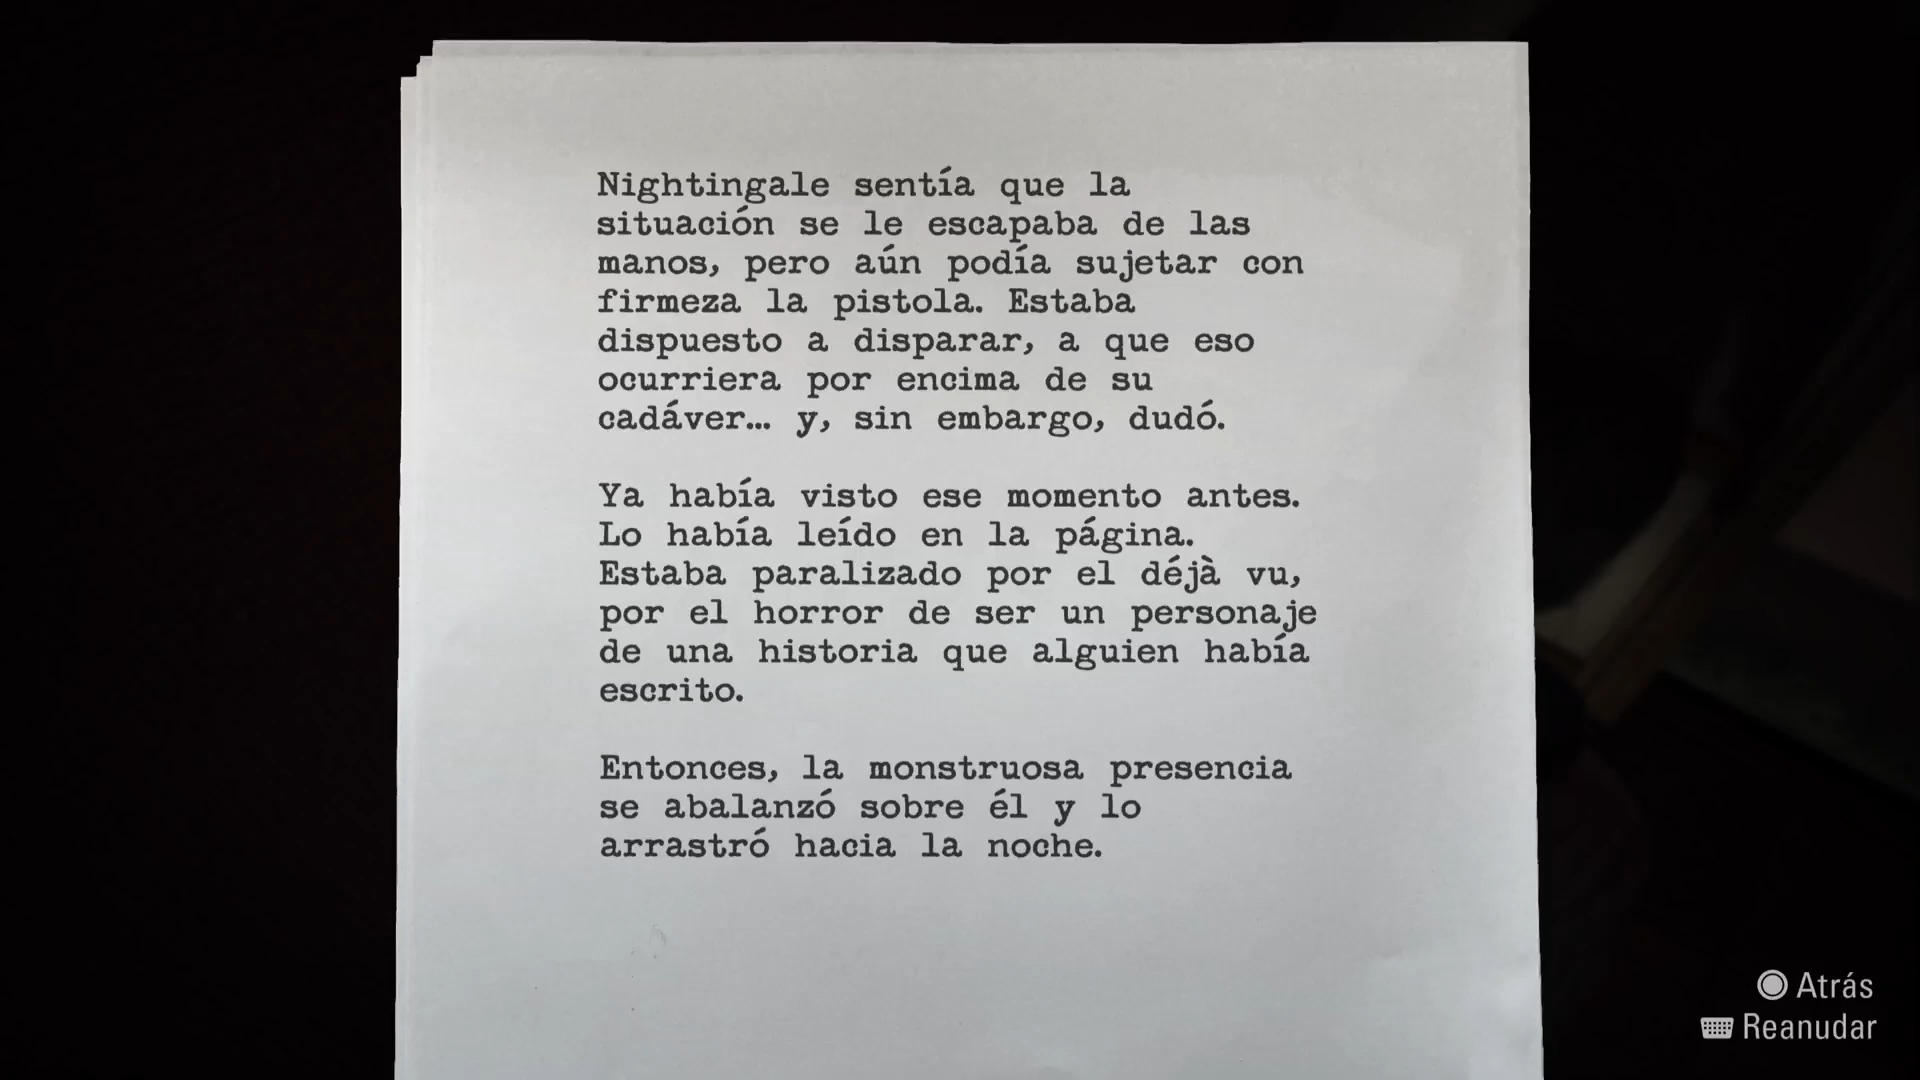 Nightingale sentía que la
situación se le escapaba de las
manos, pero aún podía sujetar con
firmeza la pistola. Estaba
dispuesto a disparar, a que eso
ocurriera por encima de su
cadáver… y, sin embargo, dudó.
Ya había visto ese momento antes.
Lo había leído en la página.
Estaba paralizado por el déjà vu,
por el horror de ser un personaje
de una historia que alguien había
escrito.
Entonces, la monstruosa presencia
se abalanzó sobre él y lo
arrastró hacia la noche.
Atrás
Reanudar